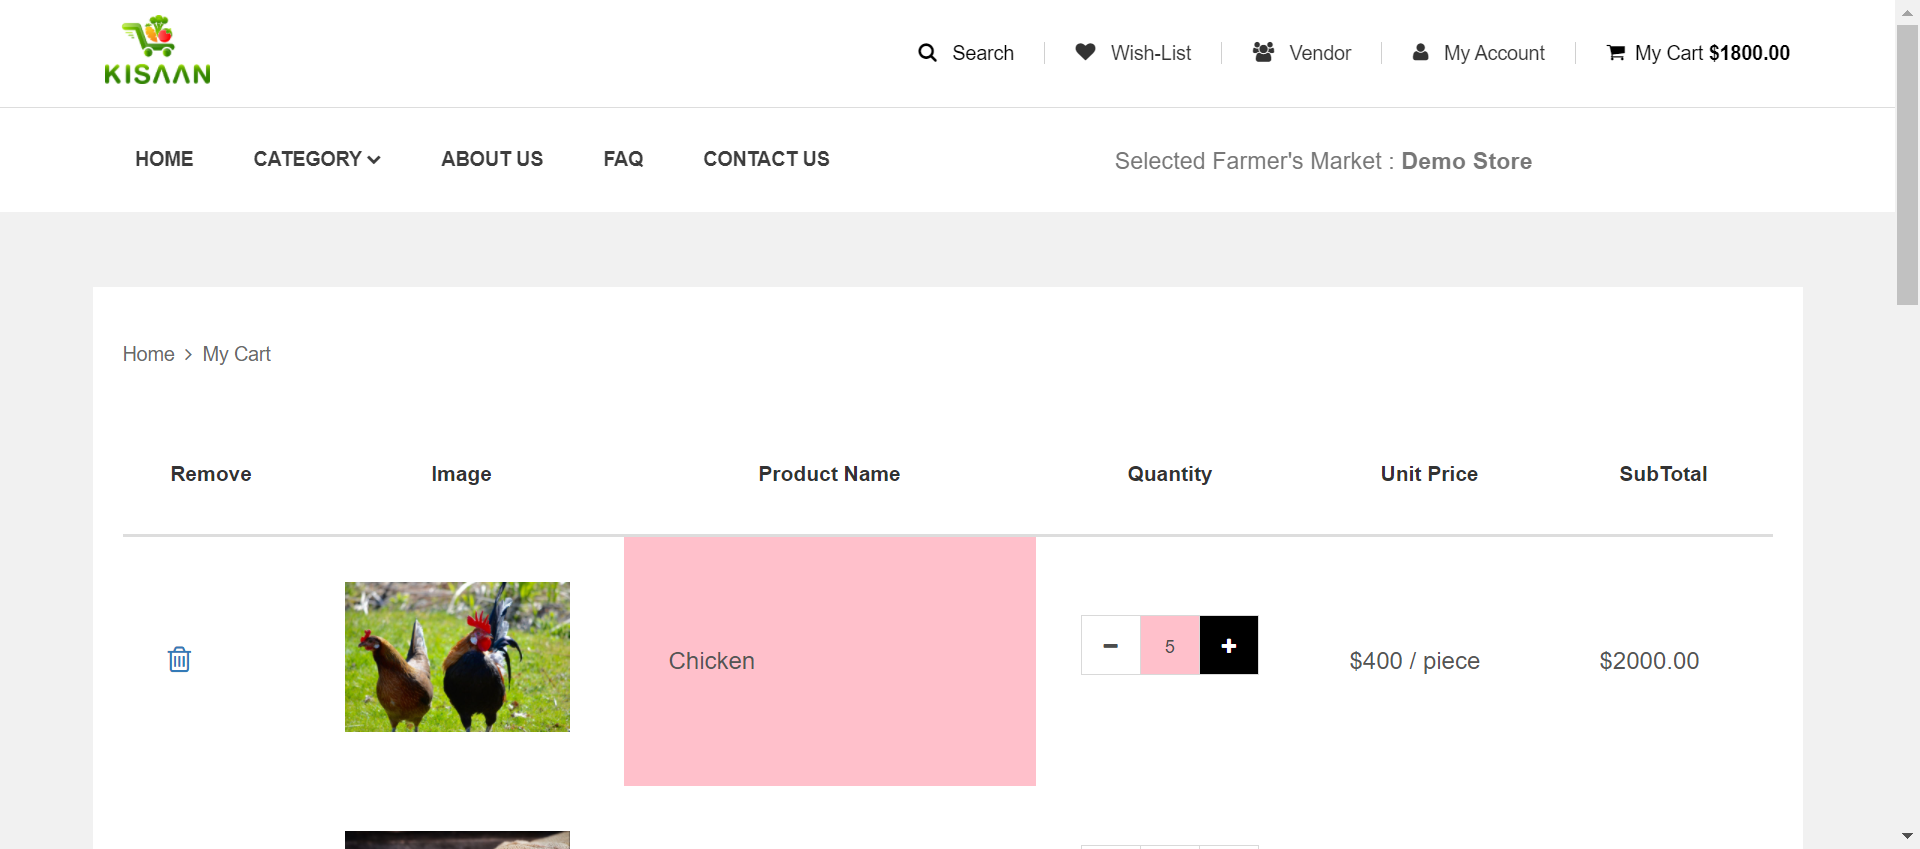 KISAAN
Search
Wish-List
Vendor
My Account
My Cart $1800.00
HOME
CATEGORY
ABOUT US
FAQ
CONTACT US
Selected Farmer's Market : Demo Store
Home > My Cart
Remove
Image
Product Name
Quantity
Unit Price
SubTotal
Chicken
- 5 +
$400 / piece
$2000.00